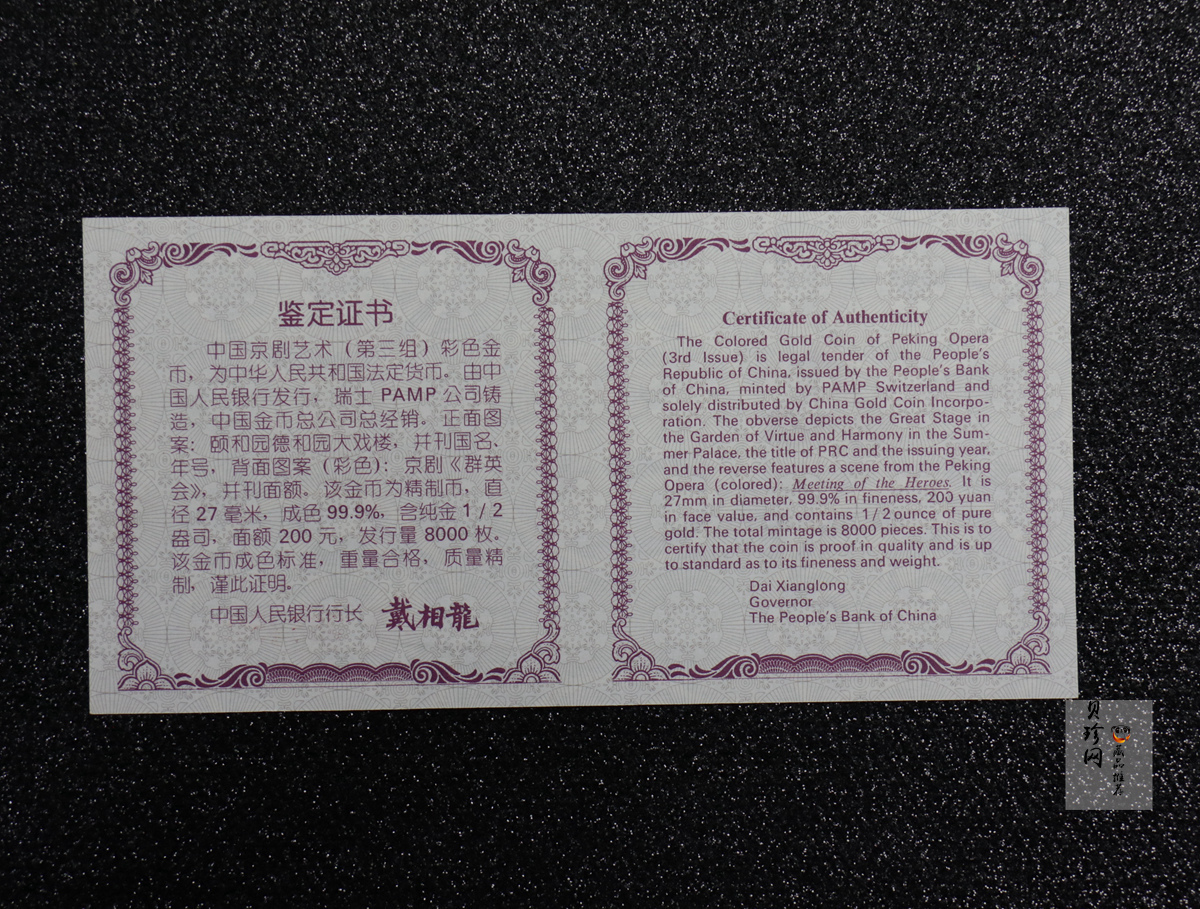 鉴定证书
中国京剧艺术（第三组）彩色金
币，为中华人民共和国法定货币。由中
国人民银行发行，瑞士 PAMP 公司铸
造，中国金币总公司总经销。正面图
案：颐和园德和园大戏楼，并刊国名、
年号，背面图案（彩色）：京剧《群英
会》，并刊面额。该金币为精制币，直
径 27 毫米，成色 99.9%，含纯金 1 / 2
盎司，面额 200 元，发行量 8000 枚。
该金币成色标准，重量合格，质量精
制，谨此证明。
中国人民银行行长 戴相龍
Certificate of Authenticity
The Colored Gold Coin of Peking Opera
(3rd Issue) is legal tender of the People's
Republic of China, issued by the People's Bank
of China, minted by PAMP Switzerland and
solely distributed by China Gold Coin Incorpo-
ration. The obverse depicts the Great Stage in
the Garden of Virtue and Harmony in the Sum-
mer Palace, the title of PRC and the issuing year,
and the reverse features a scene from the Peking
Opera (colored): Meeting of the Heroes. It is
27mm in diameter, 99.9% in fineness, 200 yuan
in face value, and contains 1 / 2 ounce of pure
gold. The total mintage is 8000 pieces. This is to
certify that the coin is proof in quality and is up
to standard as to its fineness and weight.
Dai Xianglong
Governor
The People's Bank of China
贝珍网
藏品推荐